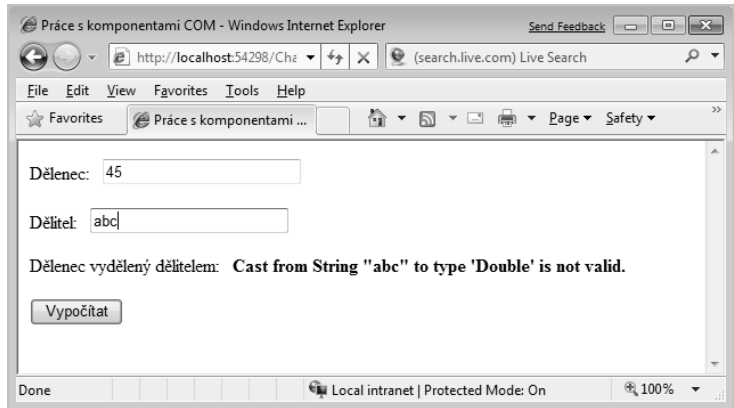 Práce s komponentami COM - Windows Internet Explorer
Send Feedback
http://localhost:54298/Cha
(search.live.com) Live Search
File Edit View Favorites Tools Help
Favorites
Práce s komponentami ...
Page Safety
»
Dělenec: 45
Dělitel: abc
Dělenec vydělený dělitelem: Cast from String "abc" to type 'Double' is not valid.
Vypočítat
Done
Local intranet | Protected Mode: On
100%